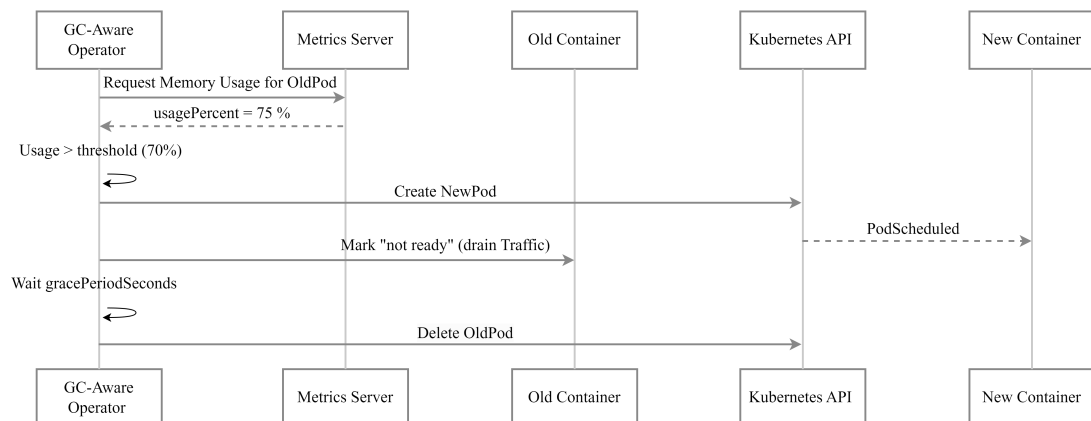 GC-Aware
Operator
Metrics Server
Old Container
Kubernetes API
New Container
Request Memory Usage for OldPod
usagePercent = 75 %
Usage > threshold (70%)
Create NewPod
PodScheduled
Mark "not ready" (drain Traffic)
Wait gracePeriodSeconds
Delete OldPod
GC-Aware
Operator
Metrics Server
Old Container
Kubernetes API
New Container